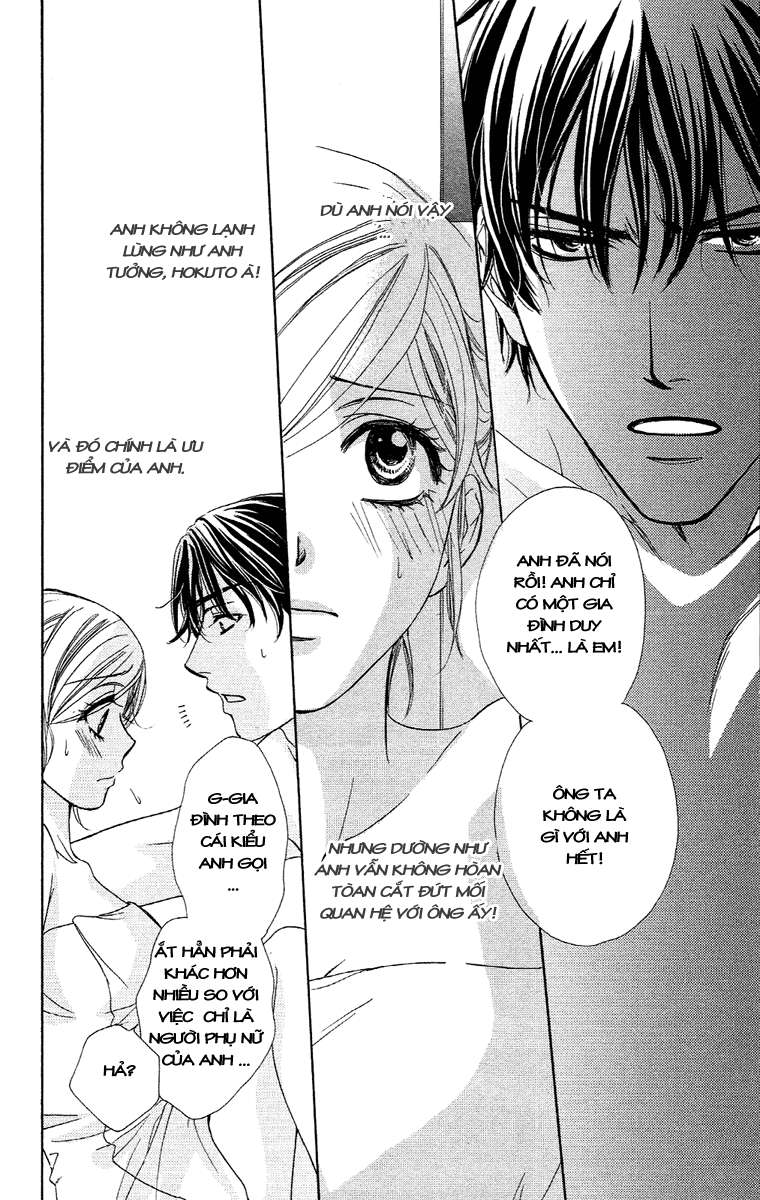 ANH ĐÃ NÓI
RỒI! ANH CHỈ
CÓ MỘT GIA
ĐÌNH DUY
NHẤT... LÀ EM!
ÔNG TA
KHÔNG LÀ
GÌ VỚI ANH
HẾT!
DÙ ANH NÓI VẬY
...
NHƯNG DƯỜNG NHƯ
ANH VẪN KHÔNG HÒAN
TÒAN CẮT ĐỨT MỐI
QUAN HỆ VỚI ÔNG ẤY!
ANH KHÔNG LẠNH
LÙNG NHƯ ANH
TƯỞNG, HOKUTO À!
VÀ ĐÓ CHÍNH LÀ ƯU
ĐIỂM CỦA ANH.
G-GIA
ĐÌNH THEO
CÁI KIỂU
ANH GỌI
...
ẮT HẲN PHẢI
KHÁC HƠN
NHIỀU SO VỚI
VIỆC CHỈ LÀ
NGƯỜI PHỤ NỮ
CỦA ANH ...
HẢ?